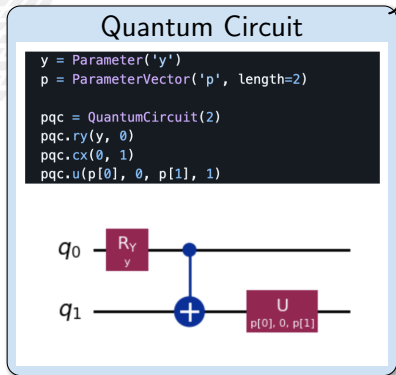 Quantum Circuit
y = Parameter('y')
p = ParameterVector('p', length=2)
pqc = QuantumCircuit(2)
pqc.ry(y, 0)
pqc.cx(0, 1)
pqc.u(p[0], 0, p[1], 1)
q0
R_Y
y
q1
U
p[0], 0, p[1]